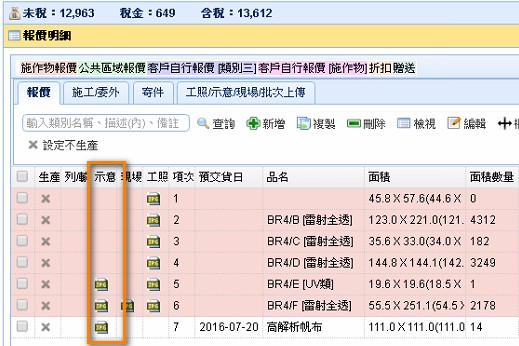 未稅：12,963 稅金：649 含稅：13,612
報價明細
施作物報價 公共區域報價 客戶自行報價 [類別三] 客戶自行報價 [施作物] 折扣 贈送
報價 施工/委外 寄件 工照/示意/現場/批次上傳
輸入類別名稱、描述(內)、備註 查詢 新增 複製 刪除 檢視 編輯
設定不生產
生產 列/輸 示意 現場 工照 項次 預交貨日 品名 面積 面積數量
JPG 1 45.8 X 57.6(44.6 X 0
JPG 2 BR4/B [雷射全透] 123.0 X 221.0(121. 4312
JPG 3 BR4/C [雷射全透] 35.6 X 33.0(34.0 X 182
JPG 4 BR4/D [雷射全透] 144.8 X 144.1(142. 3249
JPG 5 BR4/E [UV類] 19.6 X 19.6(18.5 X 1
JPG JPG JPG 6 BR4/F [雷射全透] 55.5 X 251.1(54.5 X 2178
JPG 7 2016-07-20 高解析帆布 111.0 X 111.0(111.0 14